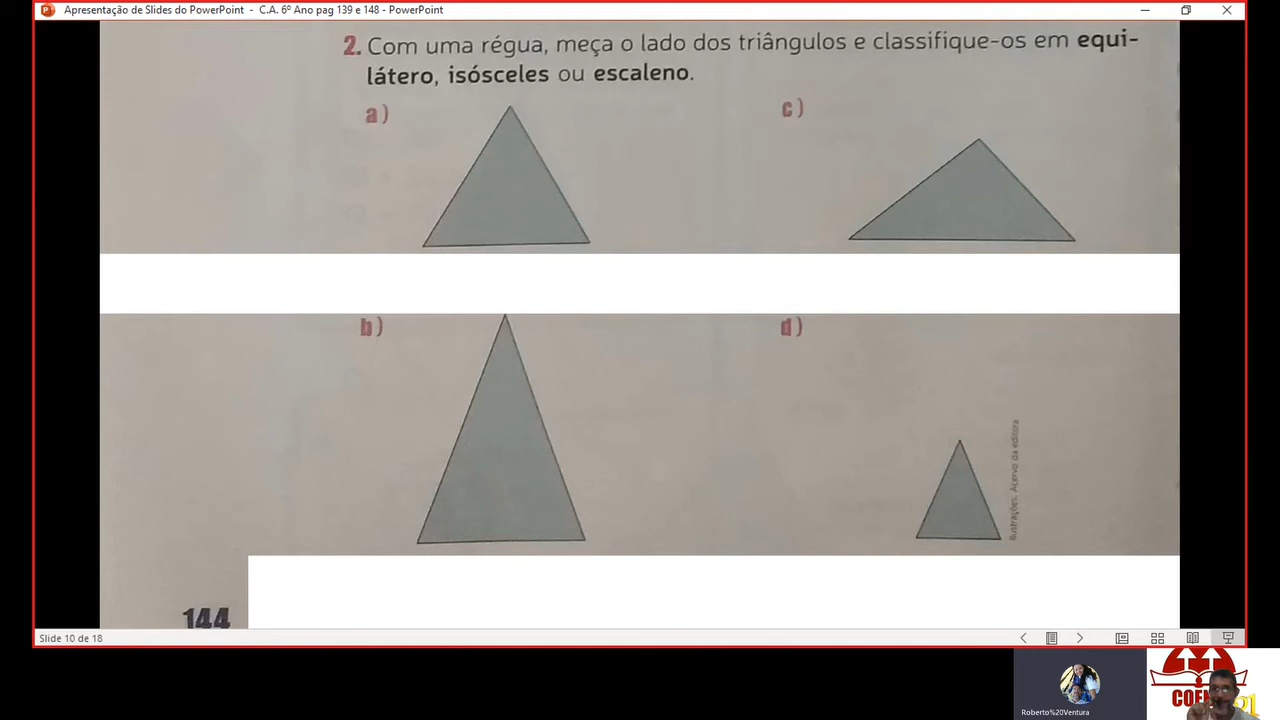 Apresentação de Slides do PowerPoint - C.A. 6º Ano pag 139 e 148 - PowerPoint
2. Com uma régua, meça o lado dos triângulos e classifique-os em equi-
látero, isósceles ou escaleno.
a)
c)
b)
d)
Ilustrações: Acervo da editora
144
Slide 10 de 18
Roberto%20Ventura